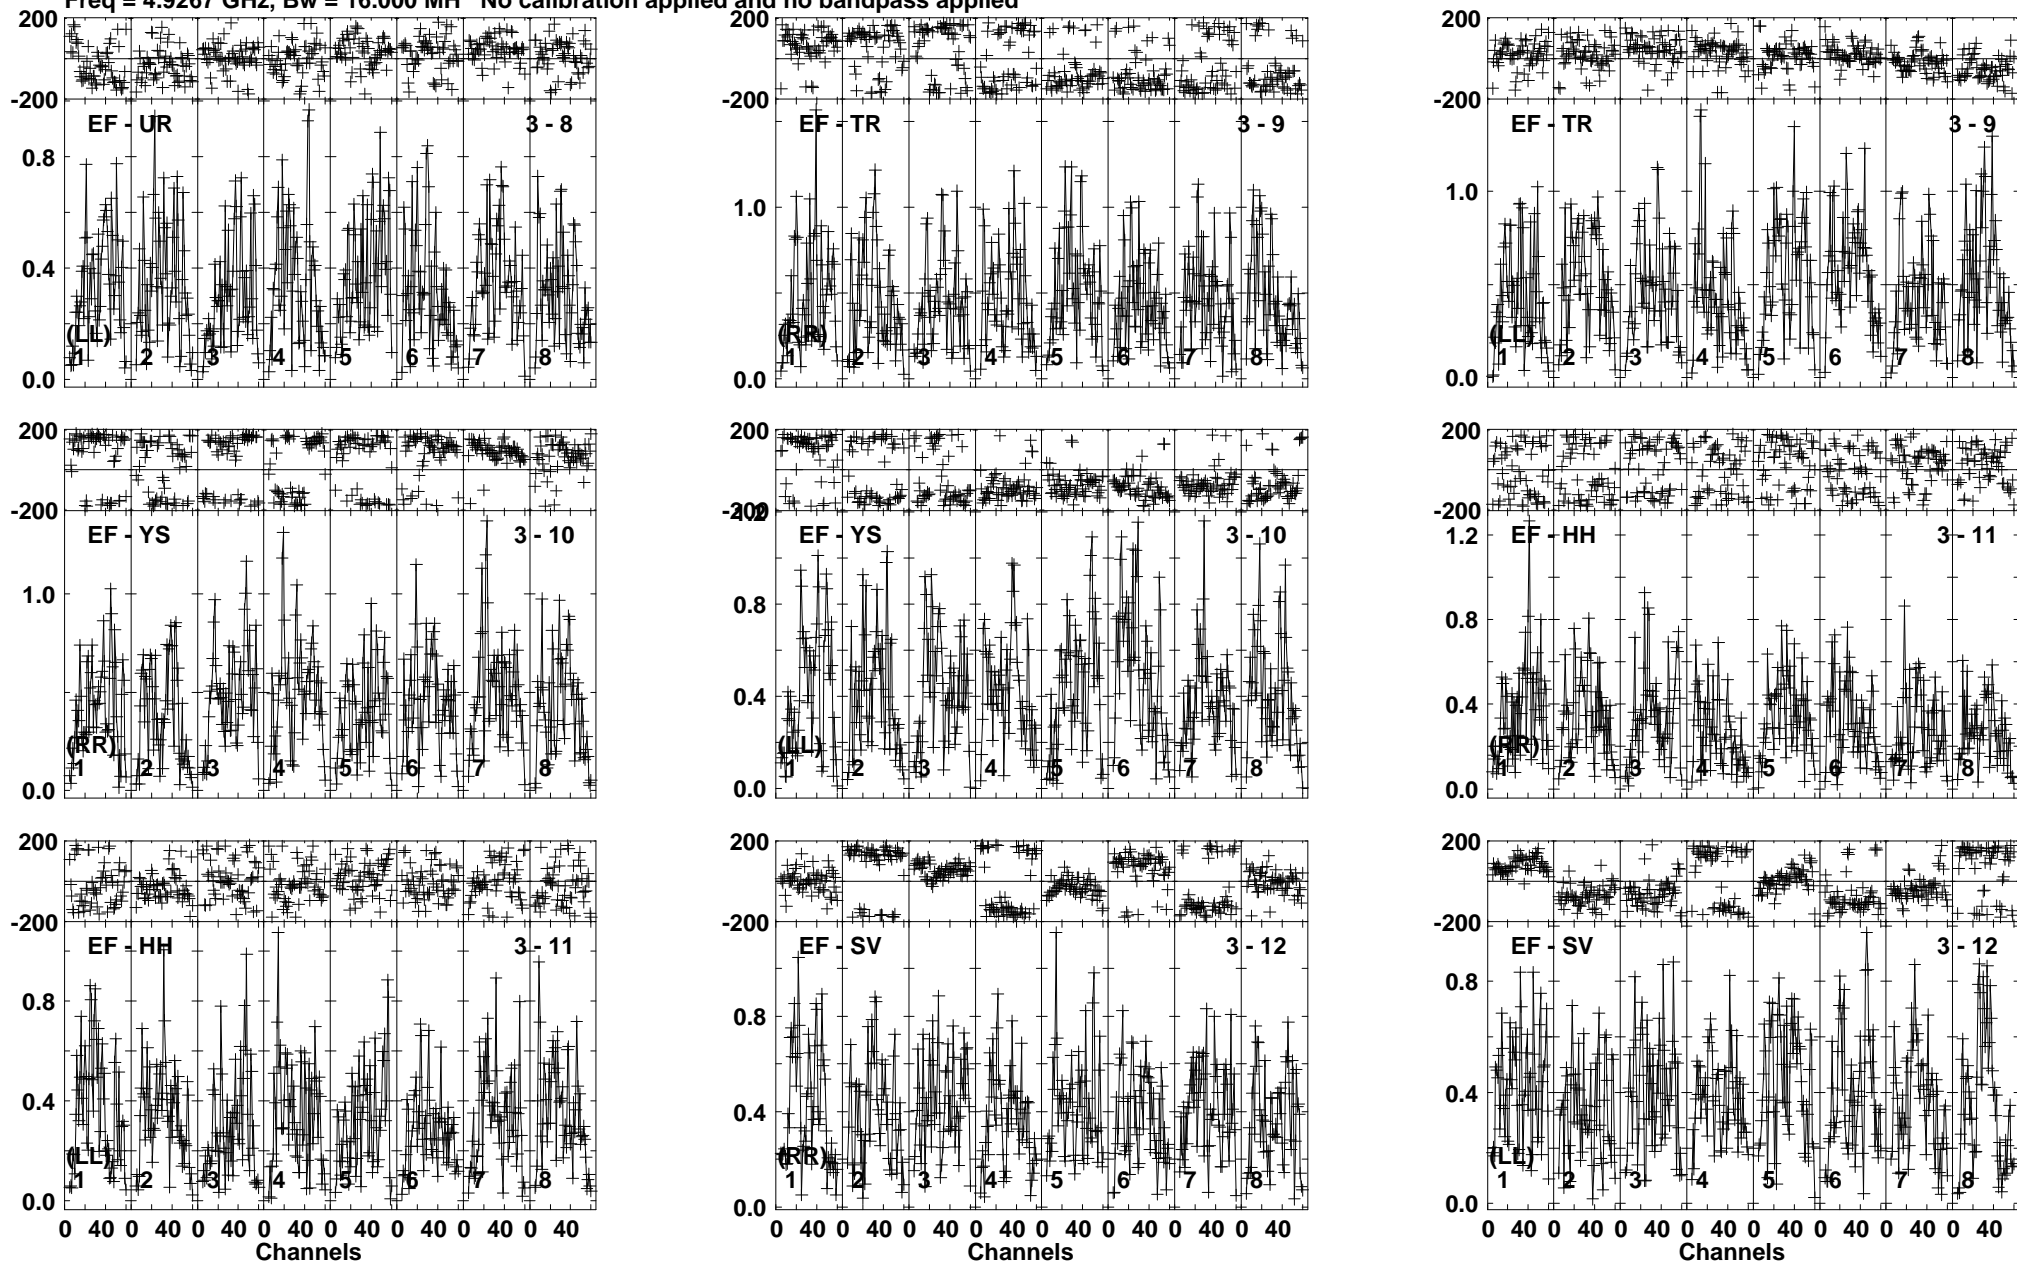 Freq = 4.9267 GHz, Bw = 16.000 MH No calibration applied and no bandpass applied
200 200 200
-200 -200 -200
EF - UR 3 - 8 EF - TR 3 - 9 EF - TR 3 - 9
0.8
1.0 1.0
0.4
(LL) (RR) (LL)
1 2 3 4 5 6 7 8 1 2 3 4 5 6 7 8 1 2 3 4 5 6 7 8
0.0 0.0 0.0
200 200 200
-200 -200 -200
1.2
EF - YS 3 - 10 EF - YS 3 - 10 EF - HH 3 - 11
1.2
1.0 0.8 0.8
0.4 0.4
(RR) (LL) (RR)
1 2 3 4 5 6 7 8 1 2 3 4 5 6 7 8 1 2 3 4 5 6 7 8
0.0 0.0 0.0
200 200 200
-200 -200 -200
EF - HH 3 - 11 EF - SV 3 - 12 EF - SV 3 - 12
0.8 0.8 0.8
0.4 0.4 0.4
(LL) (RR) (LL)
1 2 3 4 5 6 7 8 1 2 3 4 5 6 7 8 1 2 3 4 5 6 7 8
0.0 0.0 0.0
0 40 0 40 0 40 0 40 0 40 0 40 0 40 0 40 0 40 0 40 0 40 0 40 0 40 0 40 0 40 0 40 0 40 0 40 0 40 0 40 0 40 0 40 0 40 0 40
Channels Channels Channels